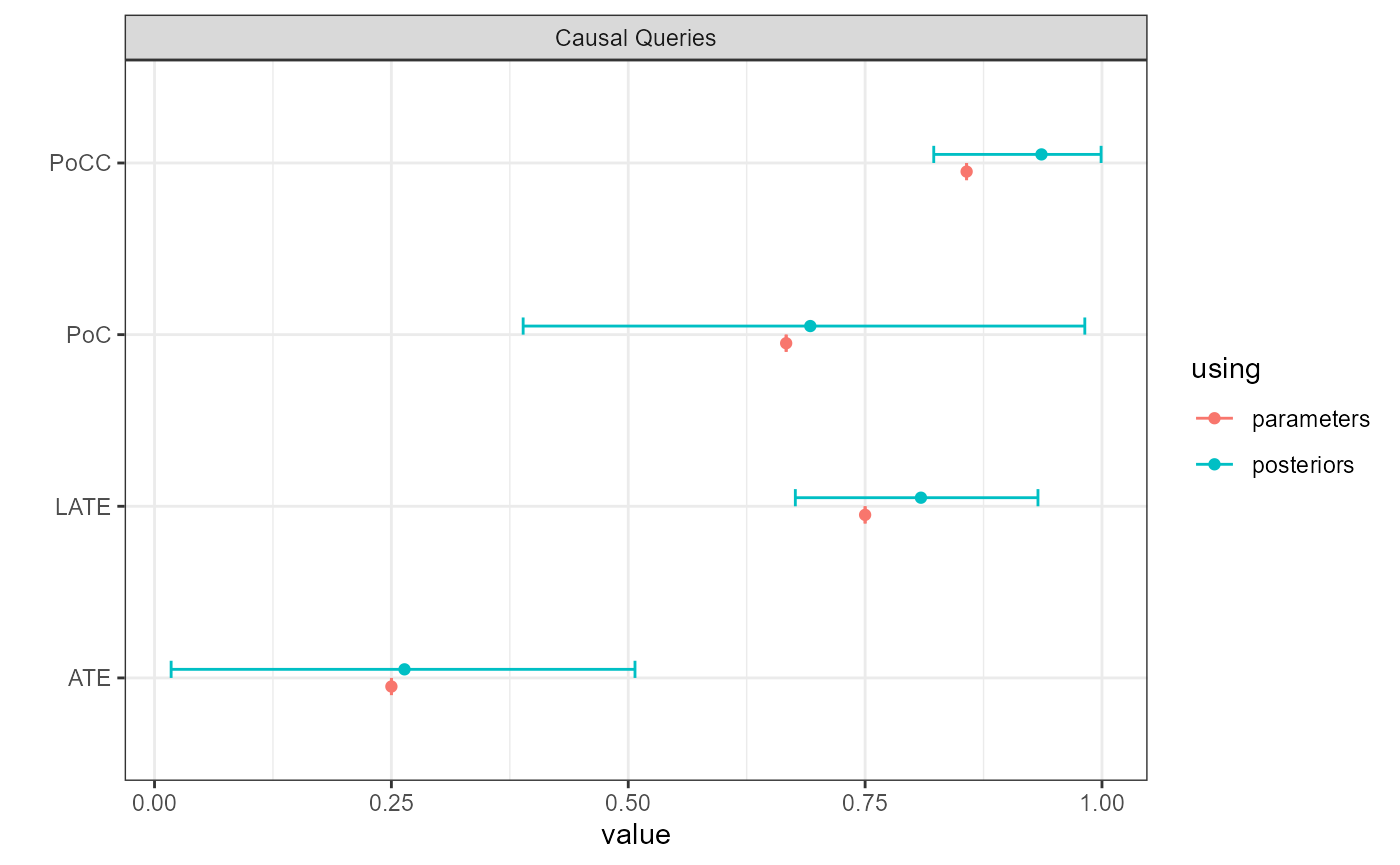 Causal Queries
PoCC
PoC
LATE
ATE
0.00 0.25 0.50 0.75 1.00
value
using
parameters
posteriors